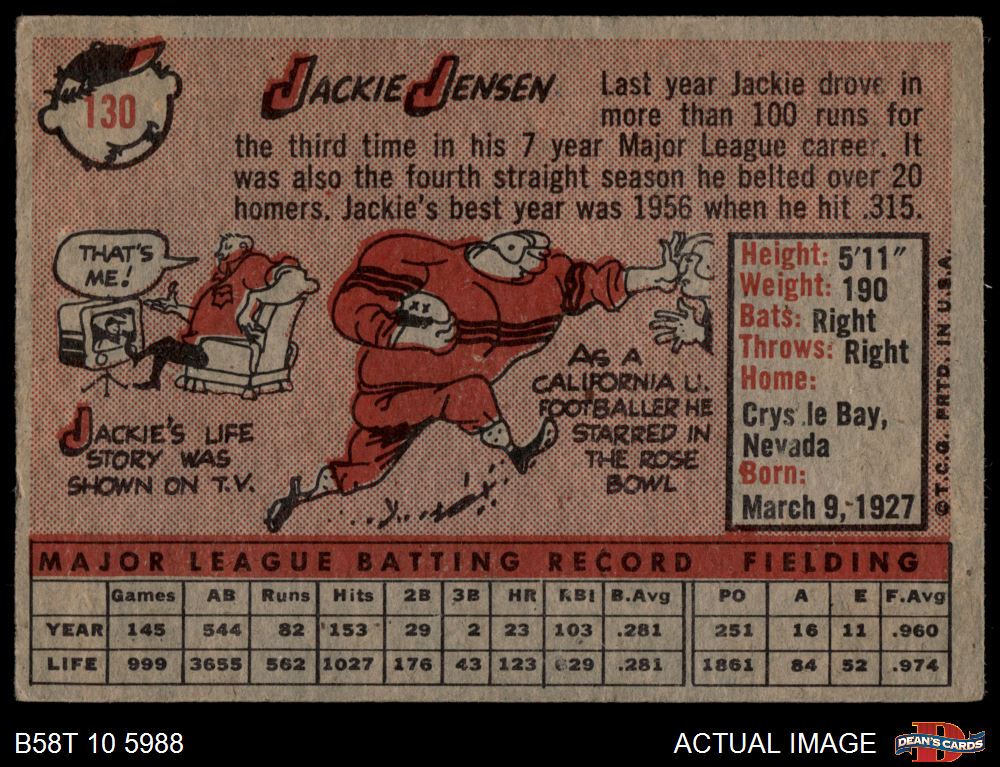 130
JACKIE JENSEN
Last year Jackie drove in
more than 100 runs for
the third time in his 7 year Major League career. It
was also the fourth straight season he belted over 20
homers. Jackie's best year was 1956 when he hit .315.
THAT'S
ME!
JACKIE'S LIFE
STORY WAS
SHOWN ON T.V.
XX
AS A
CALIFORNIA U.
FOOTBALLER HE
STARRED IN
THE ROSE
BOWL
Height: 5'11"
Weight: 190
Bats: Right
Throws: Right
Home:
Bay,
Nevada
Born:
March 9, 1927
© T.C.G. PRTD. IN U.S.A.
MAJOR LEAGUE BATTING RECORD FIELDING
Games AB Runs Hits 2B 3B HR RBI B.Avg PO A E F.Avg
YEAR 145 544 82 153 29 2 23 103 .281 251 16 11 .960
LIFE 999 3655 562 1027 176 43 123 629 .281 1861 84 52 .974
B58T 10 5988
ACTUAL IMAGE
D
DEAN'S CARDS